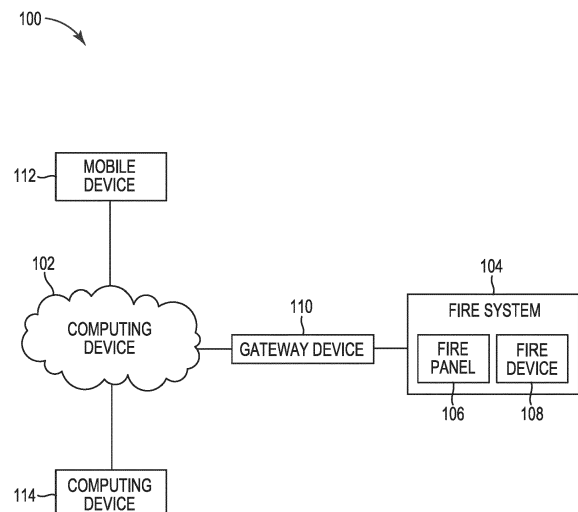 100
MOBILE
DEVICE
112
102
COMPUTING
DEVICE
110
GATEWAY DEVICE
104
FIRE SYSTEM
FIRE
PANEL
FIRE
DEVICE
106
108
COMPUTING
DEVICE
114